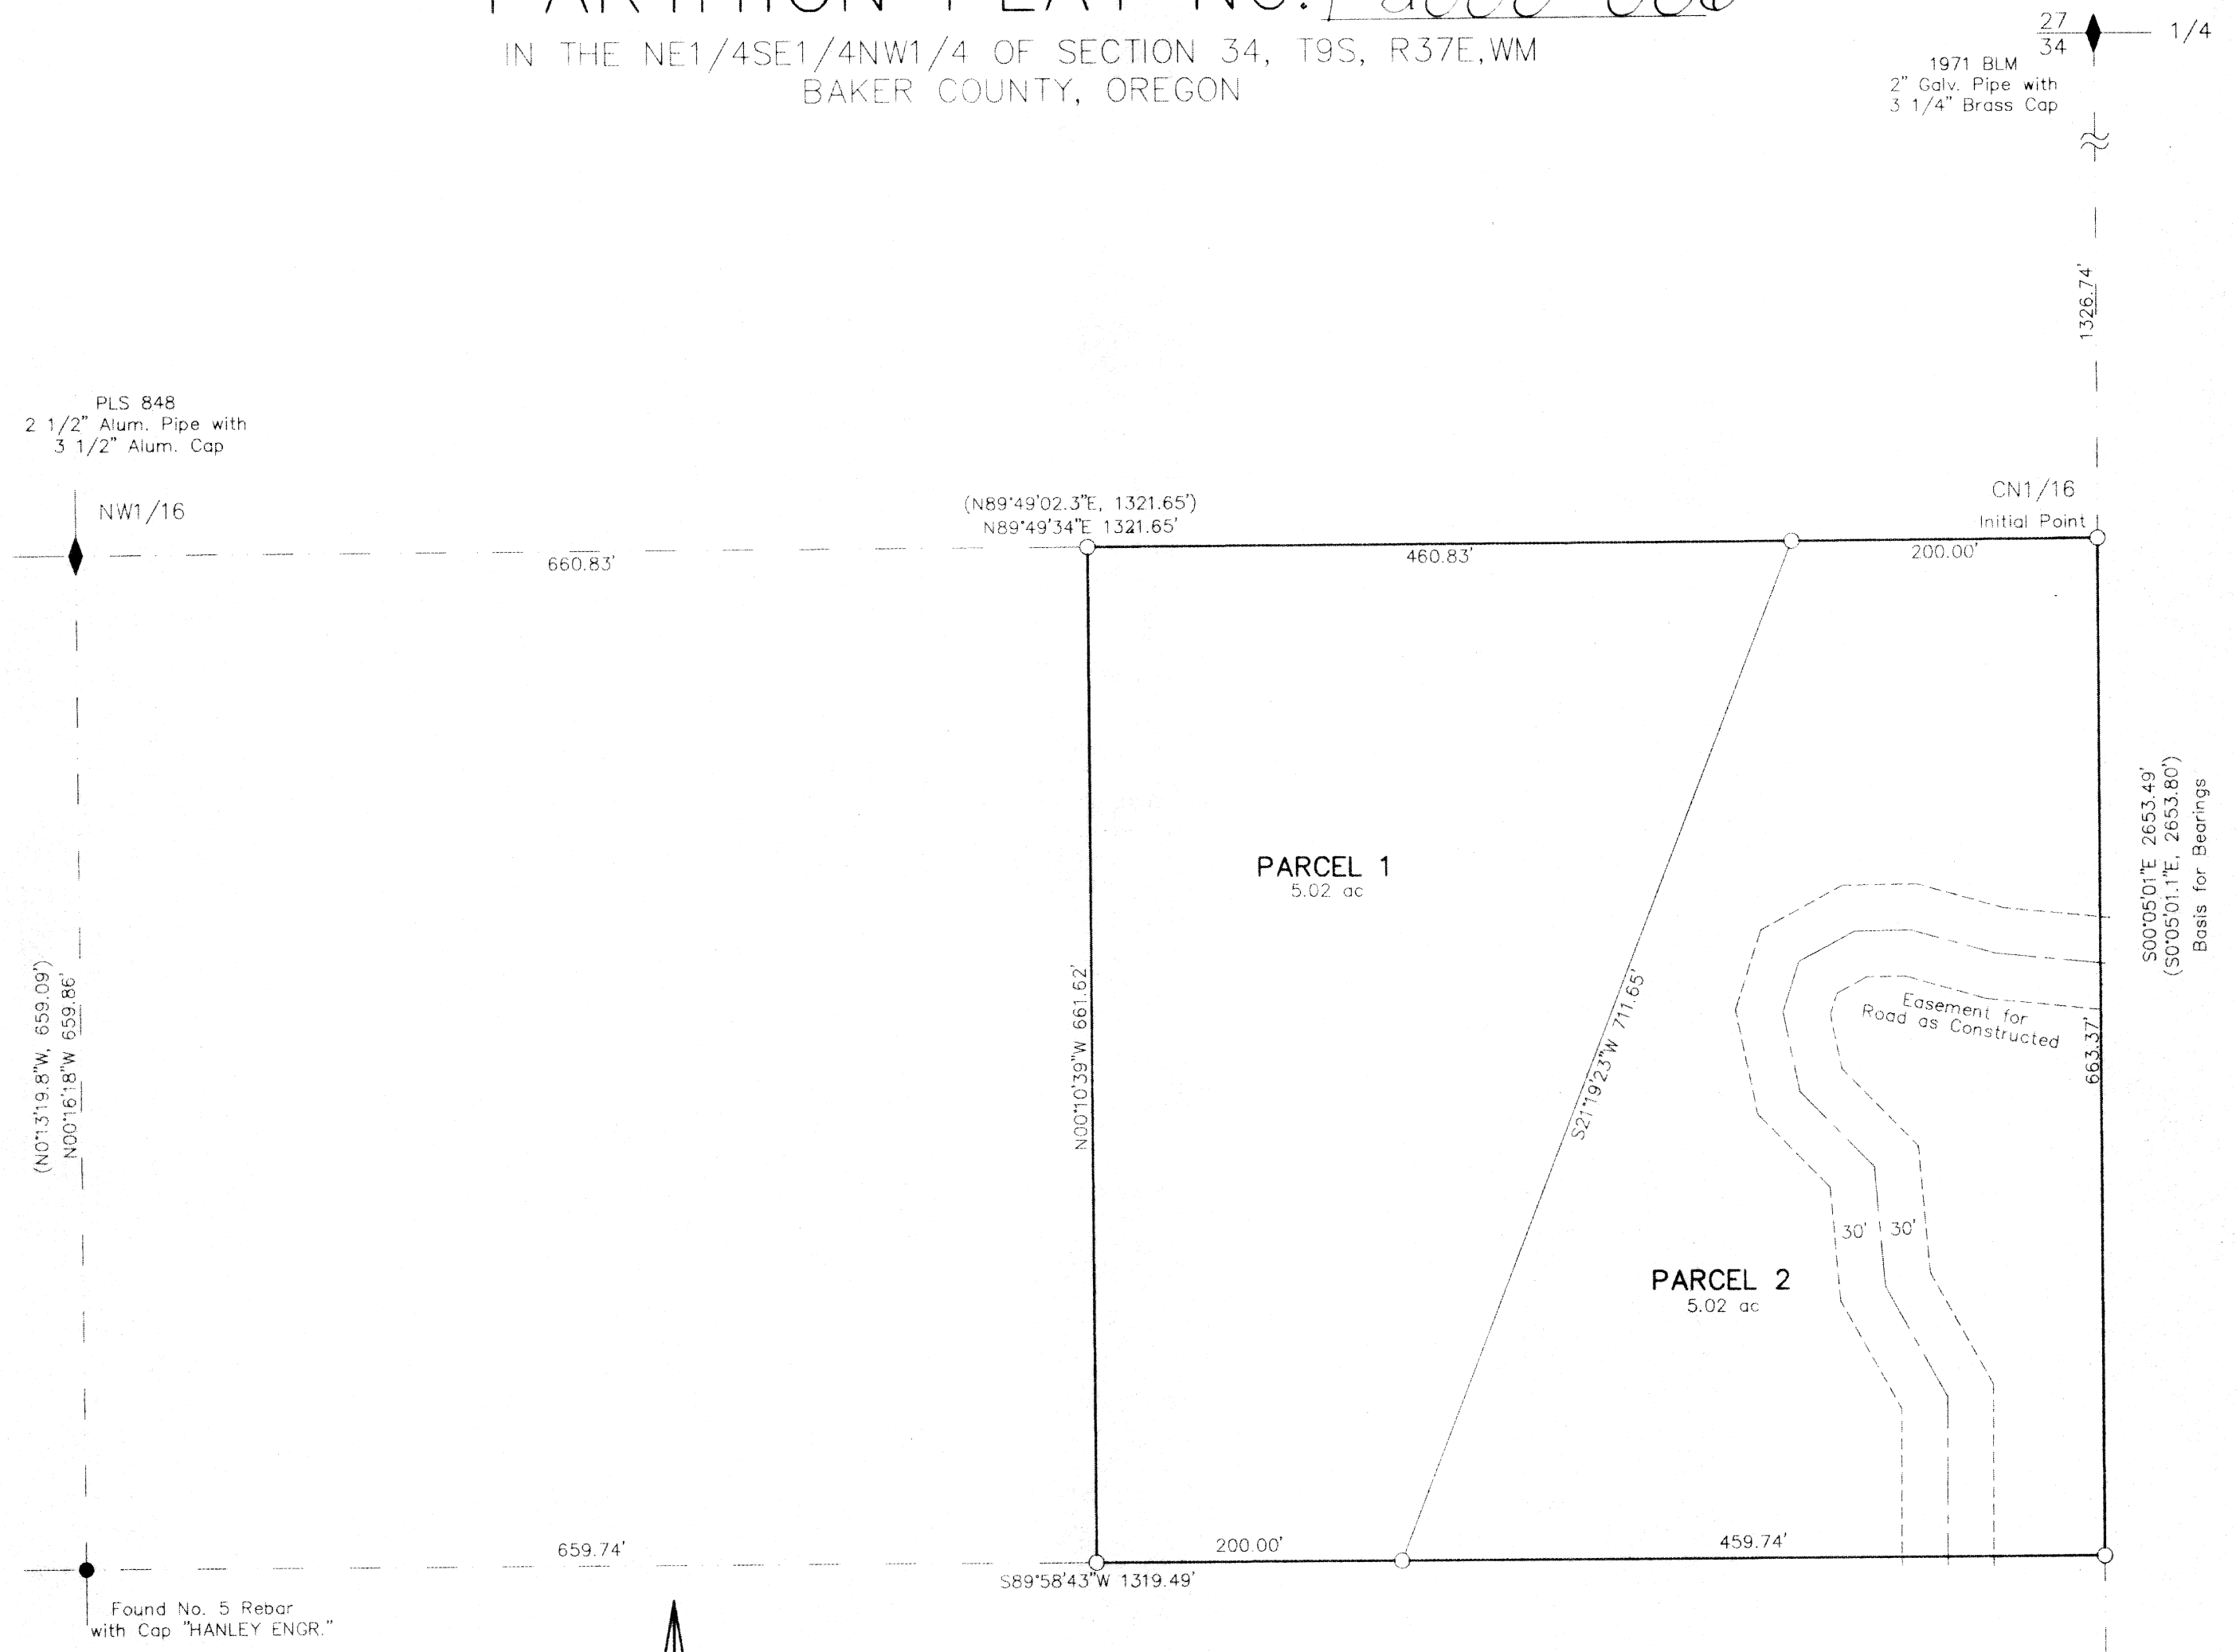 PARTITION PLAT NO.
IN THE NE1/4SE1/4NW1/4 OF SECTION 34, T9S, R37E,WM
BAKER COUNTY, OREGON
27
34
1/4
1971 BLM
2" Galv. Pipe with
3 1/4" Brass Cap
1326.74'
PLS 848
2 1/2" Alum. Pipe with
3 1/2" Alum. Cap
NW1/16
(N89°49'02.3"E, 1321.65')
N89°49'34"E 1321.65'
CN1/16
Initial Point
660.83'
460.83'
200.00'
PARCEL 1
5.02 ac
S00°05'01"E 2653.49'
(S0°05'01.1"E, 2653.80')
Basis for Bearings
(N0°13'19.8"W, 659.09')
N00°16'18"W 659.86'
N00°10'39"W 661.62'
S21°19'23"W 711.65'
Easement for
Road as Constructed
663.37'
30'
30'
PARCEL 2
5.02 ac
659.74'
200.00'
459.74'
S89°58'43"W 1319.49'
Found No. 5 Rebar
with Cap "HANLEY ENGR."